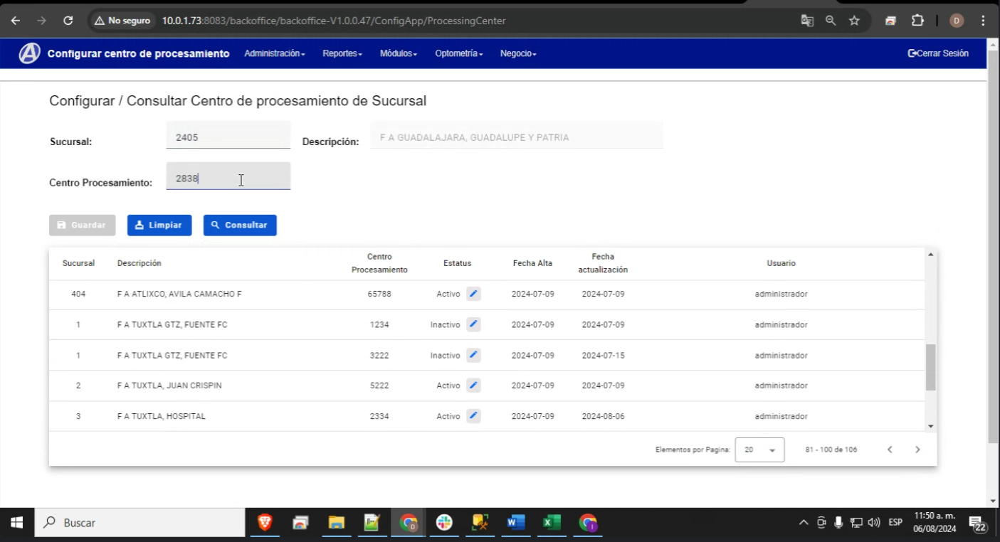 No seguro 10.0.1.73:8083/backoffice/backoffice-V1.0.0.47/ConfigApp/ProcessingCenter D
A Configurar centro de procesamiento Administración Reportes Módulos Optometría Negocio Cerrar Sesión
Configurar / Consultar Centro de procesamiento de Sucursal
Sucursal: 2405 Descripción: F A GUADALAJARA, GUADALUPE Y PATRIA
Centro Procesamiento: 2838
Guardar Limpiar Consultar
Sucursal Descripción Centro Procesamiento Estatus Fecha Alta Fecha actualización Usuario
404 F A ATLIXCO, AVILA CAMACHO F 65788 Activo 2024-07-09 2024-07-09 administrador
1 F A TUXTLA GTZ, FUENTE FC 1234 Inactivo 2024-07-09 2024-07-09 administrador
1 F A TUXTLA GTZ, FUENTE FC 3222 Inactivo 2024-07-09 2024-07-15 administrador
2 F A TUXTLA, JUAN CRISPIN 5222 Activo 2024-07-09 2024-07-09 administrador
3 F A TUXTLA, HOSPITAL 2334 Activo 2024-07-09 2024-08-06 administrador
Elementos por Pagina: 20 81 - 100 de 106
Buscar ESP 11:50 a. m.
06/08/2024 22